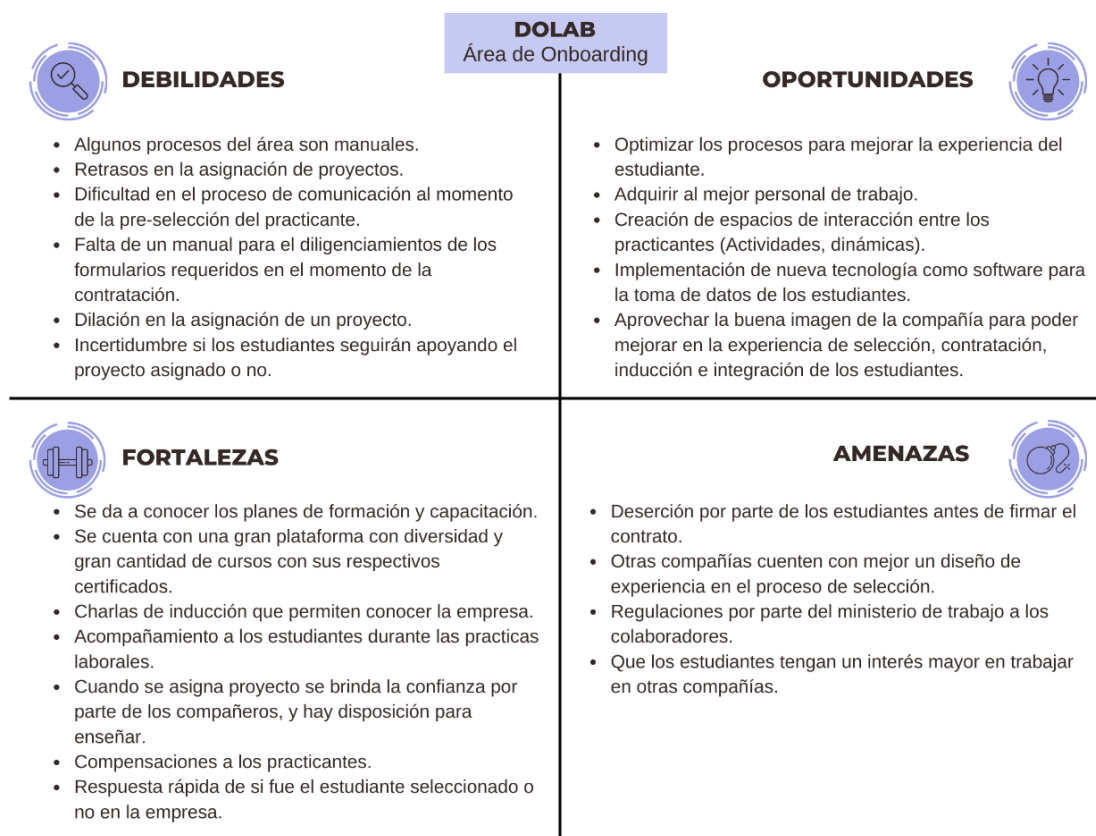 DOLAB
Área de Onboarding
DEBILIDADES
• Algunos procesos del área son manuales.
• Retrasos en la asignación de proyectos.
• Dificultad en el proceso de comunicación al momento
de la pre-selección del practicante.
• Falta de un manual para el diligenciamientos de los
formularios requeridos en el momento de la
contratación.
• Dilación en la asignación de un proyecto.
• Incertidumbre si los estudiantes seguirán apoyando el
proyecto asignado o no.
OPORTUNIDADES
• Optimizar los procesos para mejorar la experiencia del
estudiante.
• Adquirir al mejor personal de trabajo.
• Creación de espacios de interacción entre los
practicantes (Actividades, dinámicas).
• Implementación de nueva tecnología como software para
la toma de datos de los estudiantes.
• Aprovechar la buena imagen de la compañía para poder
mejorar en la experiencia de selección, contratación,
inducción e integración de los estudiantes.
FORTALEZAS
• Se da a conocer los planes de formación y capacitación.
• Se cuenta con una gran plataforma con diversidad y
gran cantidad de cursos con sus respectivos
certificados.
• Charlas de inducción que permiten conocer la empresa.
• Acompañamiento a los estudiantes durante las practicas
laborales.
• Cuando se asigna proyecto se brinda la confianza por
parte de los compañeros, y hay disposición para
enseñar.
• Compensaciones a los practicantes.
• Respuesta rápida de si fue el estudiante seleccionado o
no en la empresa.
AMENAZAS
• Deserción por parte de los estudiantes antes de firmar el
contrato.
• Otras compañías cuenten con mejor un diseño de
experiencia en el proceso de selección.
• Regulaciones por parte del ministerio de trabajo a los
colaboradores.
• Que los estudiantes tengan un interés mayor en trabajar
en otras compañías.